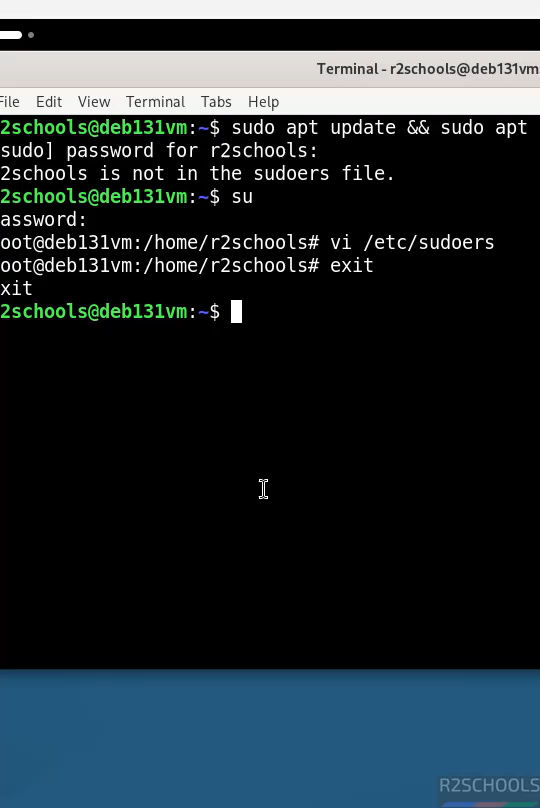 Terminal - r2schools@deb131vm
File Edit View Terminal Tabs Help
2schools@deb131vm:~$ sudo apt update && sudo apt
sudo] password for r2schools:
2schools is not in the sudoers file.
2schools@deb131vm:~$ su
assword:
oot@deb131vm:/home/r2schools# vi /etc/sudoers
oot@deb131vm:/home/r2schools# exit
xit
2schools@deb131vm:~$
R2SCHOOLS